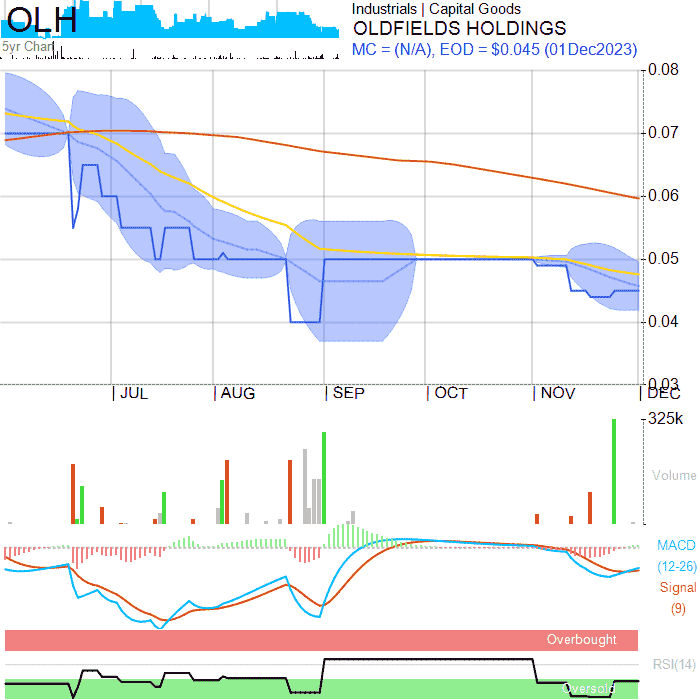 OLH
5yr Chart
Industrials | Capital Goods
OLDFIELDS HOLDINGS
MC = (N/A), EOD = $0.045 (01Dec2023)
0.08
0.07
0.06
0.05
0.04
0.03
JUL AUG SEP OCT NOV DEC
325k
Volume
MACD
(12-26)
Signal
(9)
Overbought
RSI(14)
Oversold